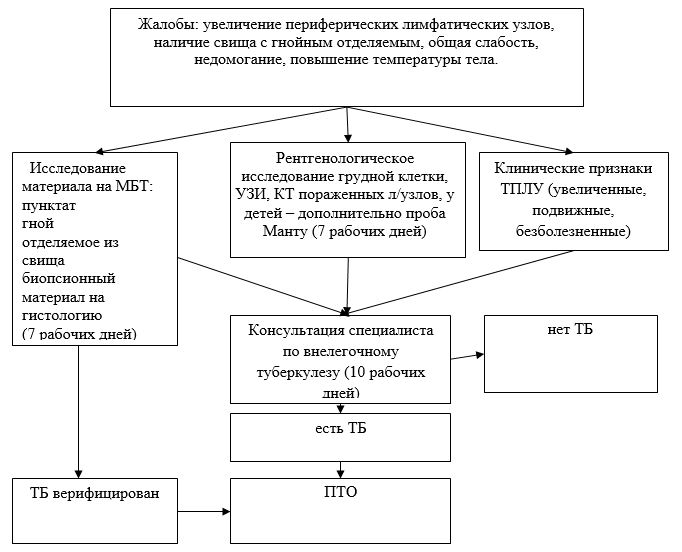 Жалобы: увеличение периферических лимфатических узлов,
наличие свища с гнойным отделяемым, общая слабость,
недомогание, повышение температуры тела.
Исследование
материала на МБТ:
пунктат
гной
отделяемое из
свища
биопсионный
материал на
гистологию
(7 рабочих дней)
Рентгенологическое
исследование грудной клетки,
УЗИ, КТ пораженных л/узлов, у
детей – дополнительно проба
Манту (7 рабочих дней)
Клинические признаки
ТПЛУ (увеличенные,
подвижные,
безболезненные)
Консультация специалиста
по внелегочному
туберкулезу (10 рабочих
дней)
нет ТБ
есть ТБ
ТБ верифицирован
ПТО